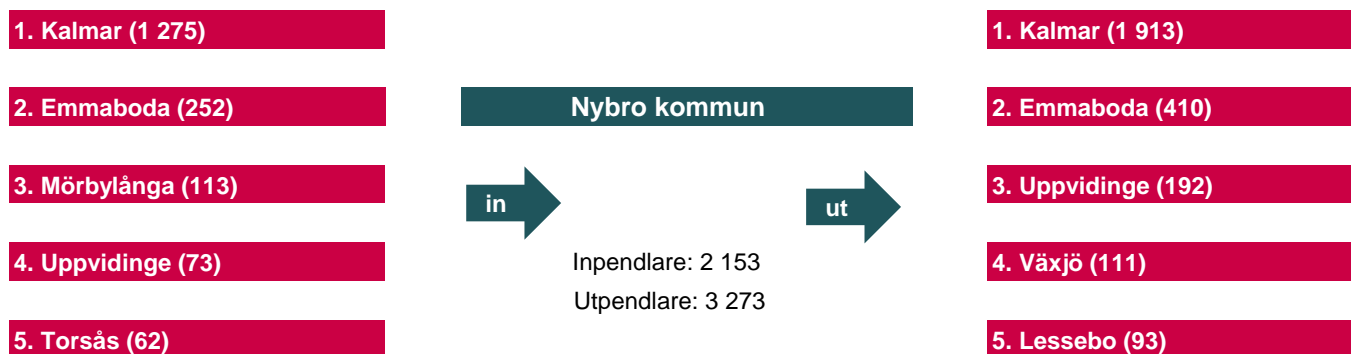 1. Kalmar (1 275)
2. Emmaboda (252)
3. Mörbylånga (113)
4. Uppvidinge (73)
5. Torsås (62)
Nybro kommun
in
ut
Inpendlare: 2 153
Utpendlare: 3 273
1. Kalmar (1 913)
2. Emmaboda (410)
3. Uppvidinge (192)
4. Växjö (111)
5. Lessebo (93)